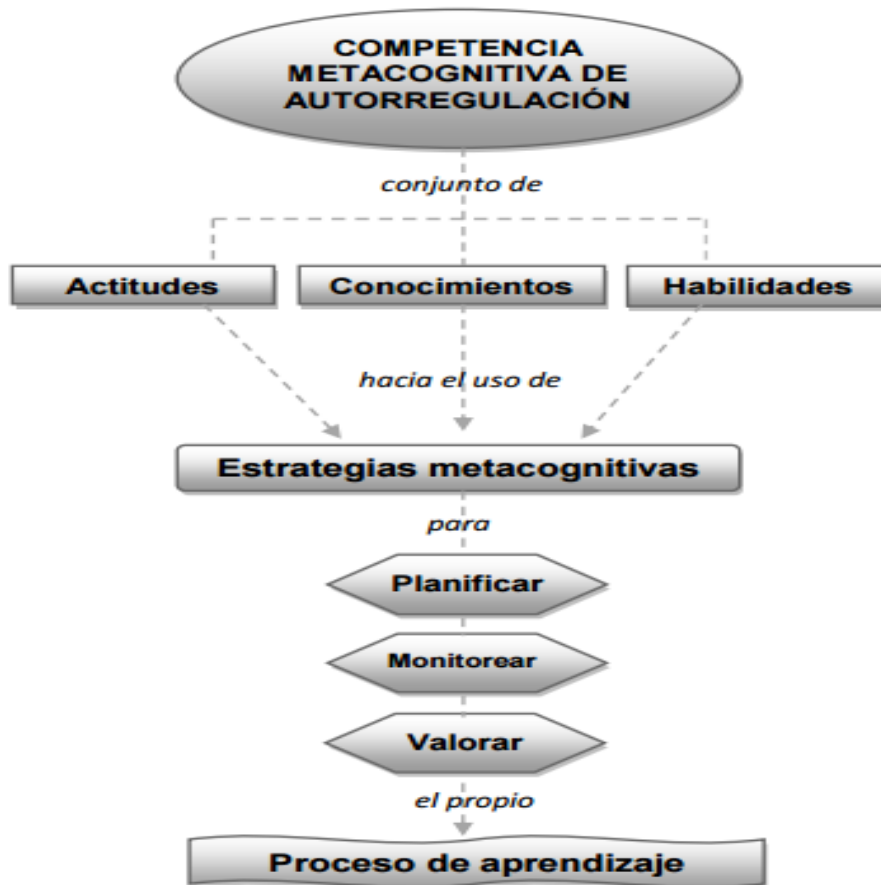 COMPETENCIA
METACOGNITIVA DE
AUTORREGULACIÓN
conjunto de
Actitudes
Conocimientos
Habilidades
hacia el uso de
Estrategias metacognitivas
para
Planificar
Monitorear
Valorar
el propio
Proceso de aprendizaje